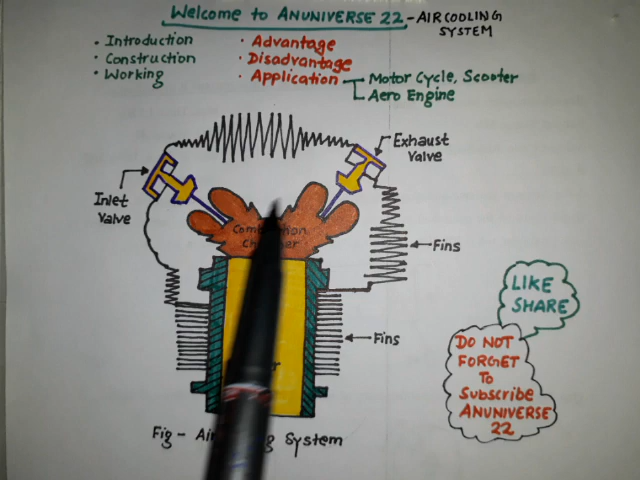 Welcome to ANUNIVERSE 22 - AIR COOLING SYSTEM
• Introduction
• Construction
• Working
• Advantage
• Disadvantage
• Application
Motor Cycle, Scooter
Aero Engine
Exhaust
Valve
Inlet
Valve
Fins
Fins
LIKE
SHARE
DO NOT
FORGET
To
Subscribe
ANUNIVERSE
22
Fig - System